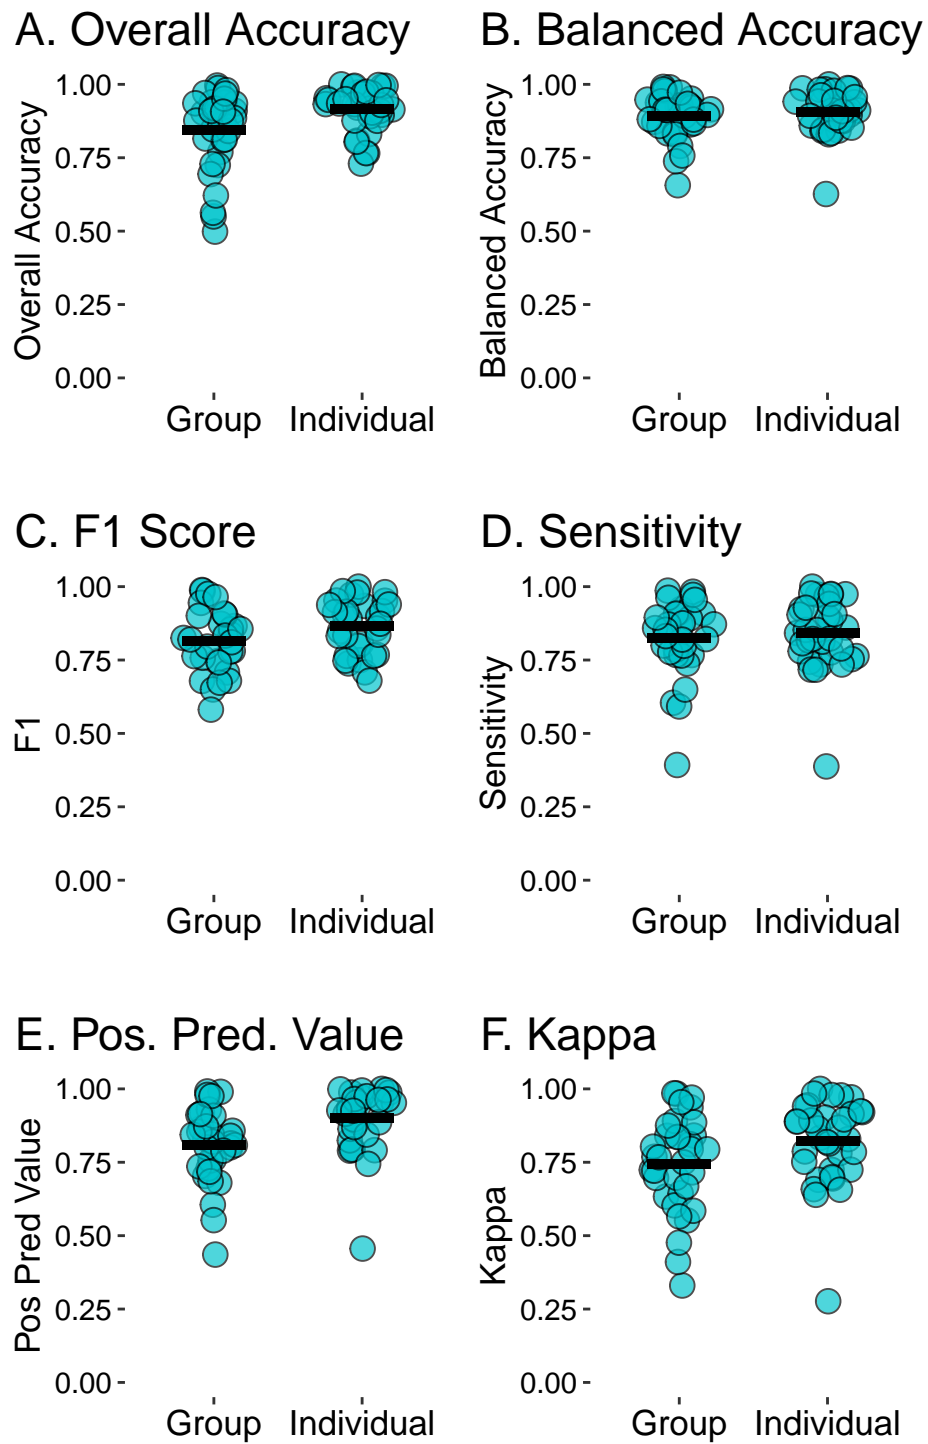 A. Overall Accuracy
Overall Accuracy
1.00
0.75
0.50
0.25
0.00
Group Individual
B. Balanced Accuracy
Balanced Accuracy
1.00
0.75
0.50
0.25
0.00
Group Individual
C. F1 Score
F1
1.00
0.75
0.50
0.25
0.00
Group Individual
D. Sensitivity
Sensitivity
1.00
0.75
0.50
0.25
0.00
Group Individual
E. Pos. Pred. Value
Pos Pred Value
1.00
0.75
0.50
0.25
0.00
Group Individual
F. Kappa
Kappa
1.00
0.75
0.50
0.25
0.00
Group Individual